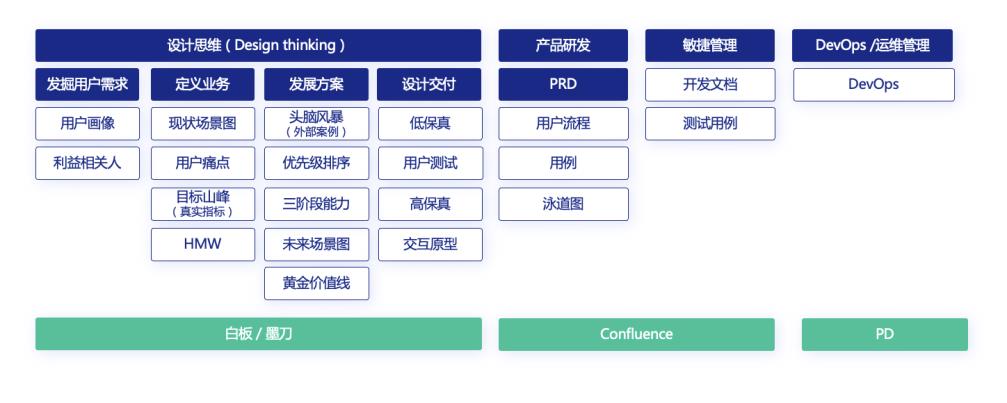 设计思维（Design thinking）
产品研发
敏捷管理
DevOps /运维管理
发掘用户需求
定义业务
发展方案
设计交付
PRD
开发文档
DevOps
用户画像
现状场景图
头脑风暴
（外部案例）
低保真
用户流程
测试用例
利益相关人
用户痛点
优先级排序
用户测试
用例
目标山峰
（真实指标）
三阶段能力
高保真
泳道图
HMW
未来场景图
交互原型
黄金价值线
白板 / 墨刀
Confluence
PD